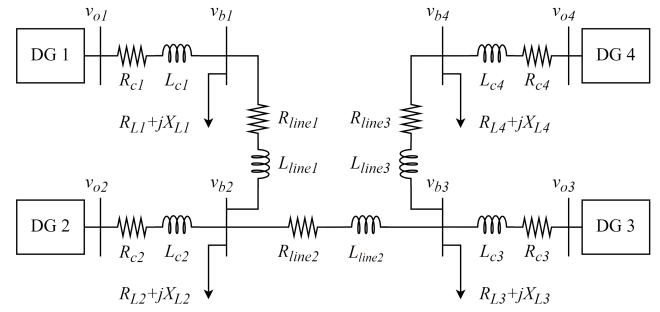 v_o1 v_b1 v_b4 v_o4
DG 1 DG 4
R_c1 L_c1 L_c4 R_c4
R_L1+jX_L1 R_line1 R_line3 R_L4+jX_L4
L_line1 L_line3
v_o2 v_b2 v_b3 v_o3
DG 2 DG 3
R_c2 L_c2 R_line2 L_line2 L_c3 R_c3
R_L2+jX_L2 R_L3+jX_L3